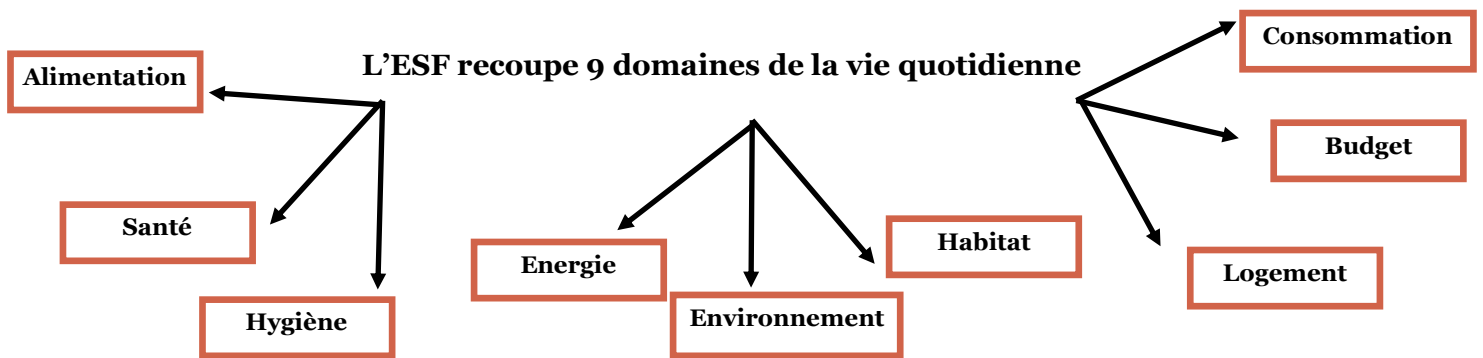 L’ESF recoupe 9 domaines de la vie quotidienne
Alimentation
Santé
Hygiène
Energie
Environnement
Habitat
Consommation
Budget
Logement